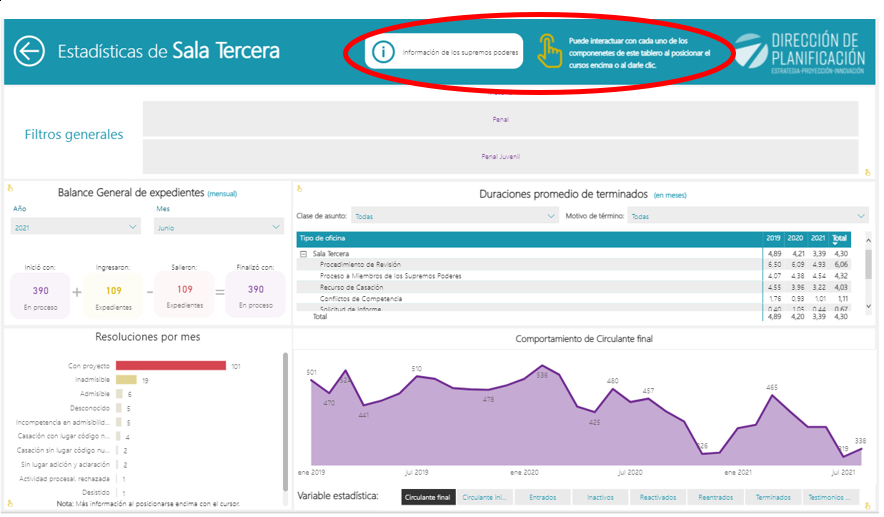 Estadísticas de Sala Tercera
Información de los supremos poderes
Puede interactuar con cada uno de los
componenetes de este tablero al posicionar el
cursos encima o al darle clic.
DIRECCIÓN DE
PLANIFICACIÓN
ESTRATEGIA-PROYECCIÓN-INNOVACIÓN
Filtros generales
Penal
Penal Juvenil
Balance General de expedientes (mensual)
Año Mes
2021 Junio
Inició con: Ingresaron: Salieron: Finalizó con:
390 + 109 - 109 = 390
En proceso Expedientes Expedientes En proceso
Duraciones promedio de terminados (en meses)
Clase de asunto: Todas Motivo de término: Todas
Tipo de oficina 2019 2020 2021 Total
Sala Tercera 4,89 4,21 3,39 4,30
Procedimiento de Revisión 6,50 6,09 4,93 6,06
Proceso a Miembros de los Supremos Poderes 4,07 4,38 4,54 4,32
Recurso de Casación 4,55 3,96 3,22 4,03
Conflictos de Competencia 1,76 0,93 1,01 1,11
Solicitud de Informe 0,40 1,05 0,44 0,67
Total 4,89 4,20 3,39 4,30
Resoluciones por mes
Con proyecto 101
Inadmisible 19
Admisible 6
Desconocido 5
Incompetencia en admisibilid... 5
Casación con lugar código n... 4
Casación sin lugar código nu... 2
Sin lugar adición y aclaración 2
Actividad procesal rechazada 1
Desistido 1
Nota: Más información al posicionarse encima con el cursor.
Comportamiento de Circulante final
501 470 441 510 478 536 425 480 457 465 338
ene 2019 jul 2019 ene 2020 jul 2020 ene 2021 jul 2021
Variable estadística: Circulante final Circulante ini... Entrados Inactivos Reactivados Reentrados Terminados Testimonios ...